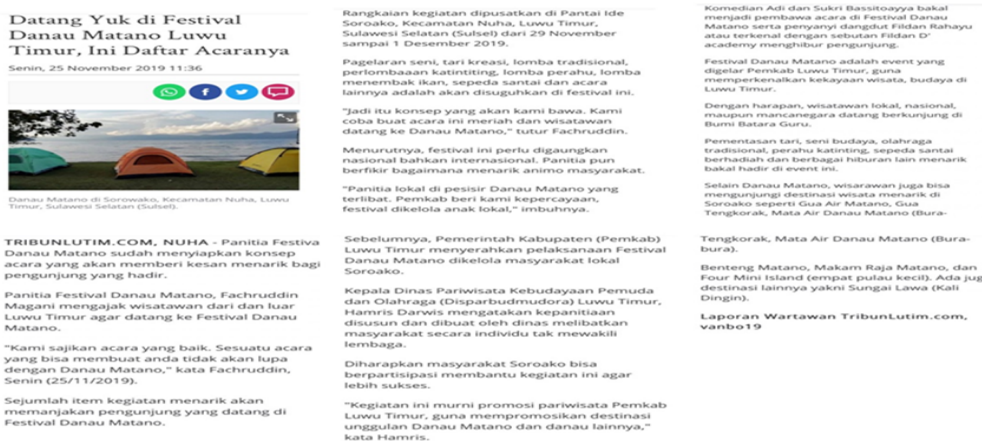 Datang Yuk di Festival
Danau Matano Luwu
Timur, Ini Daftar Acaranya
Senin, 25 November 2019 11:36
Danau Matano di Sorowako, Kecamatan Nuha, Luwu
Timur, Sulawesi Selatan (Sulsel).
TRIBUNLUTIM.COM, NUHA - Panitia Festiva
Danau Matano sudah menyiapkan konsep
acara yang akan memberi kesan menarik bagi
pengunjung yang hadir.
Panitia Festival Danau Matano, Fachruddin
Magani mengajak wisatawan dari dan luar
Luwu Timur agar datang ke Festival Danau
Matano.
"Kami sajikan acara yang baik. Sesuatu acara
yang bisa membuat anda tidak akan lupa
dengan Danau Matano," kata Fachruddin,
Senin (25/11/2019).
Sejumlah item kegiatan menarik akan
memanjakan pengunjung yang datang di
Festival Danau Matano.
Rangkaian kegiatan dipusatkan di Pantai Ide
Soroako, Kecamatan Nuha, Luwu Timur,
Sulawesi Selatan (Sulsel) dari 29 November
sampai 1 Desember 2019.
Pagelaran seni, tari kreasi, lomba tradisional,
perlombaaan katintiting, lomba perahu, lomba
menembak ikan, sepeda santai dan acara
lainnya adalah akan disuguhkan di festival ini.
"Jadi itu konsep yang akan kami bawa. Kami
coba buat acara ini meriah dan wisatawan
datang ke Danau Matano," tutur Fachruddin.
Menurutnya, festival ini perlu digaungkan
nasional bahkan internasional. Panitia pun
berfikir bagaimana menarik animo masyarakat.
"Panitia lokal di pesisir Danau Matano yang
terlibat. Pemkab beri kami kepercayaan,
festival dikelola anak lokal," imbuhnya.
Sebelumnya, Pemerintah Kabupaten (Pemkab)
Luwu Timur menyerahkan pelaksanaan Festival
Danau Matano dikelola masyarakat lokal
Soroako.
Kepala Dinas Pariwisata Kebudayaan Pemuda
dan Olahraga (Disparbudmudora) Luwu Timur,
Hamris Darwis mengatakan kepanitiaan
disusun dan dibuat oleh dinas melibatkan
masyarakat secara individu tak mewakili
lembaga.
Diharapkan masyarakat Soroako bisa
berpartisipasi membantu kegiatan ini agar
lebih sukses.
"Kegiatan ini murni promosi pariwisata Pemkab
Luwu Timur, guna mempromosikan destinasi
unggulan Danau Matano dan danau lainnya,"
kata Hamris.
Komedian Adi dan Sukri Bassitoayya bakal
menjadi pembawa acara di Festival Danau
Matano serta penyanyi dangdut Fildan Rahayu
atau terkenal dengan sebutan Fildan D'
academy menghibur pengunjung.
Festival Danau Matano adalah event yang
digelar Pemkab Luwu Timur, guna
memperkenalkan kekayaan wisata, budaya di
Luwu Timur.
Dengan harapan, wisatawan lokal, nasional,
maupun mancanegara datang berkunjung di
Bumi Batara Guru.
Pementasan tari, seni budaya, olahraga
tradisional, perahu katinting, sepeda santai
berhadiah dan berbagai hiburan lain menarik
bakal hadir di event ini.
Selain Danau Matano, wisarawan juga bisa
mengunjungi destinasi wisata menarik di
Soroako seperti Gua Air Matano, Gua
Tengkorak, Mata Air Danau Matano (Bura-
Tengkorak, Mata Air Danau Matano (Bura-
bura).
Benteng Matano, Makam Raja Matano, dan
Four Mini Island (empat pulau kecil). Ada jug
destinasi lainnya yakni Sungai Lawa (Kali
Dingin).
Laporan Wartawan TribunLutim.com,
vanbo19